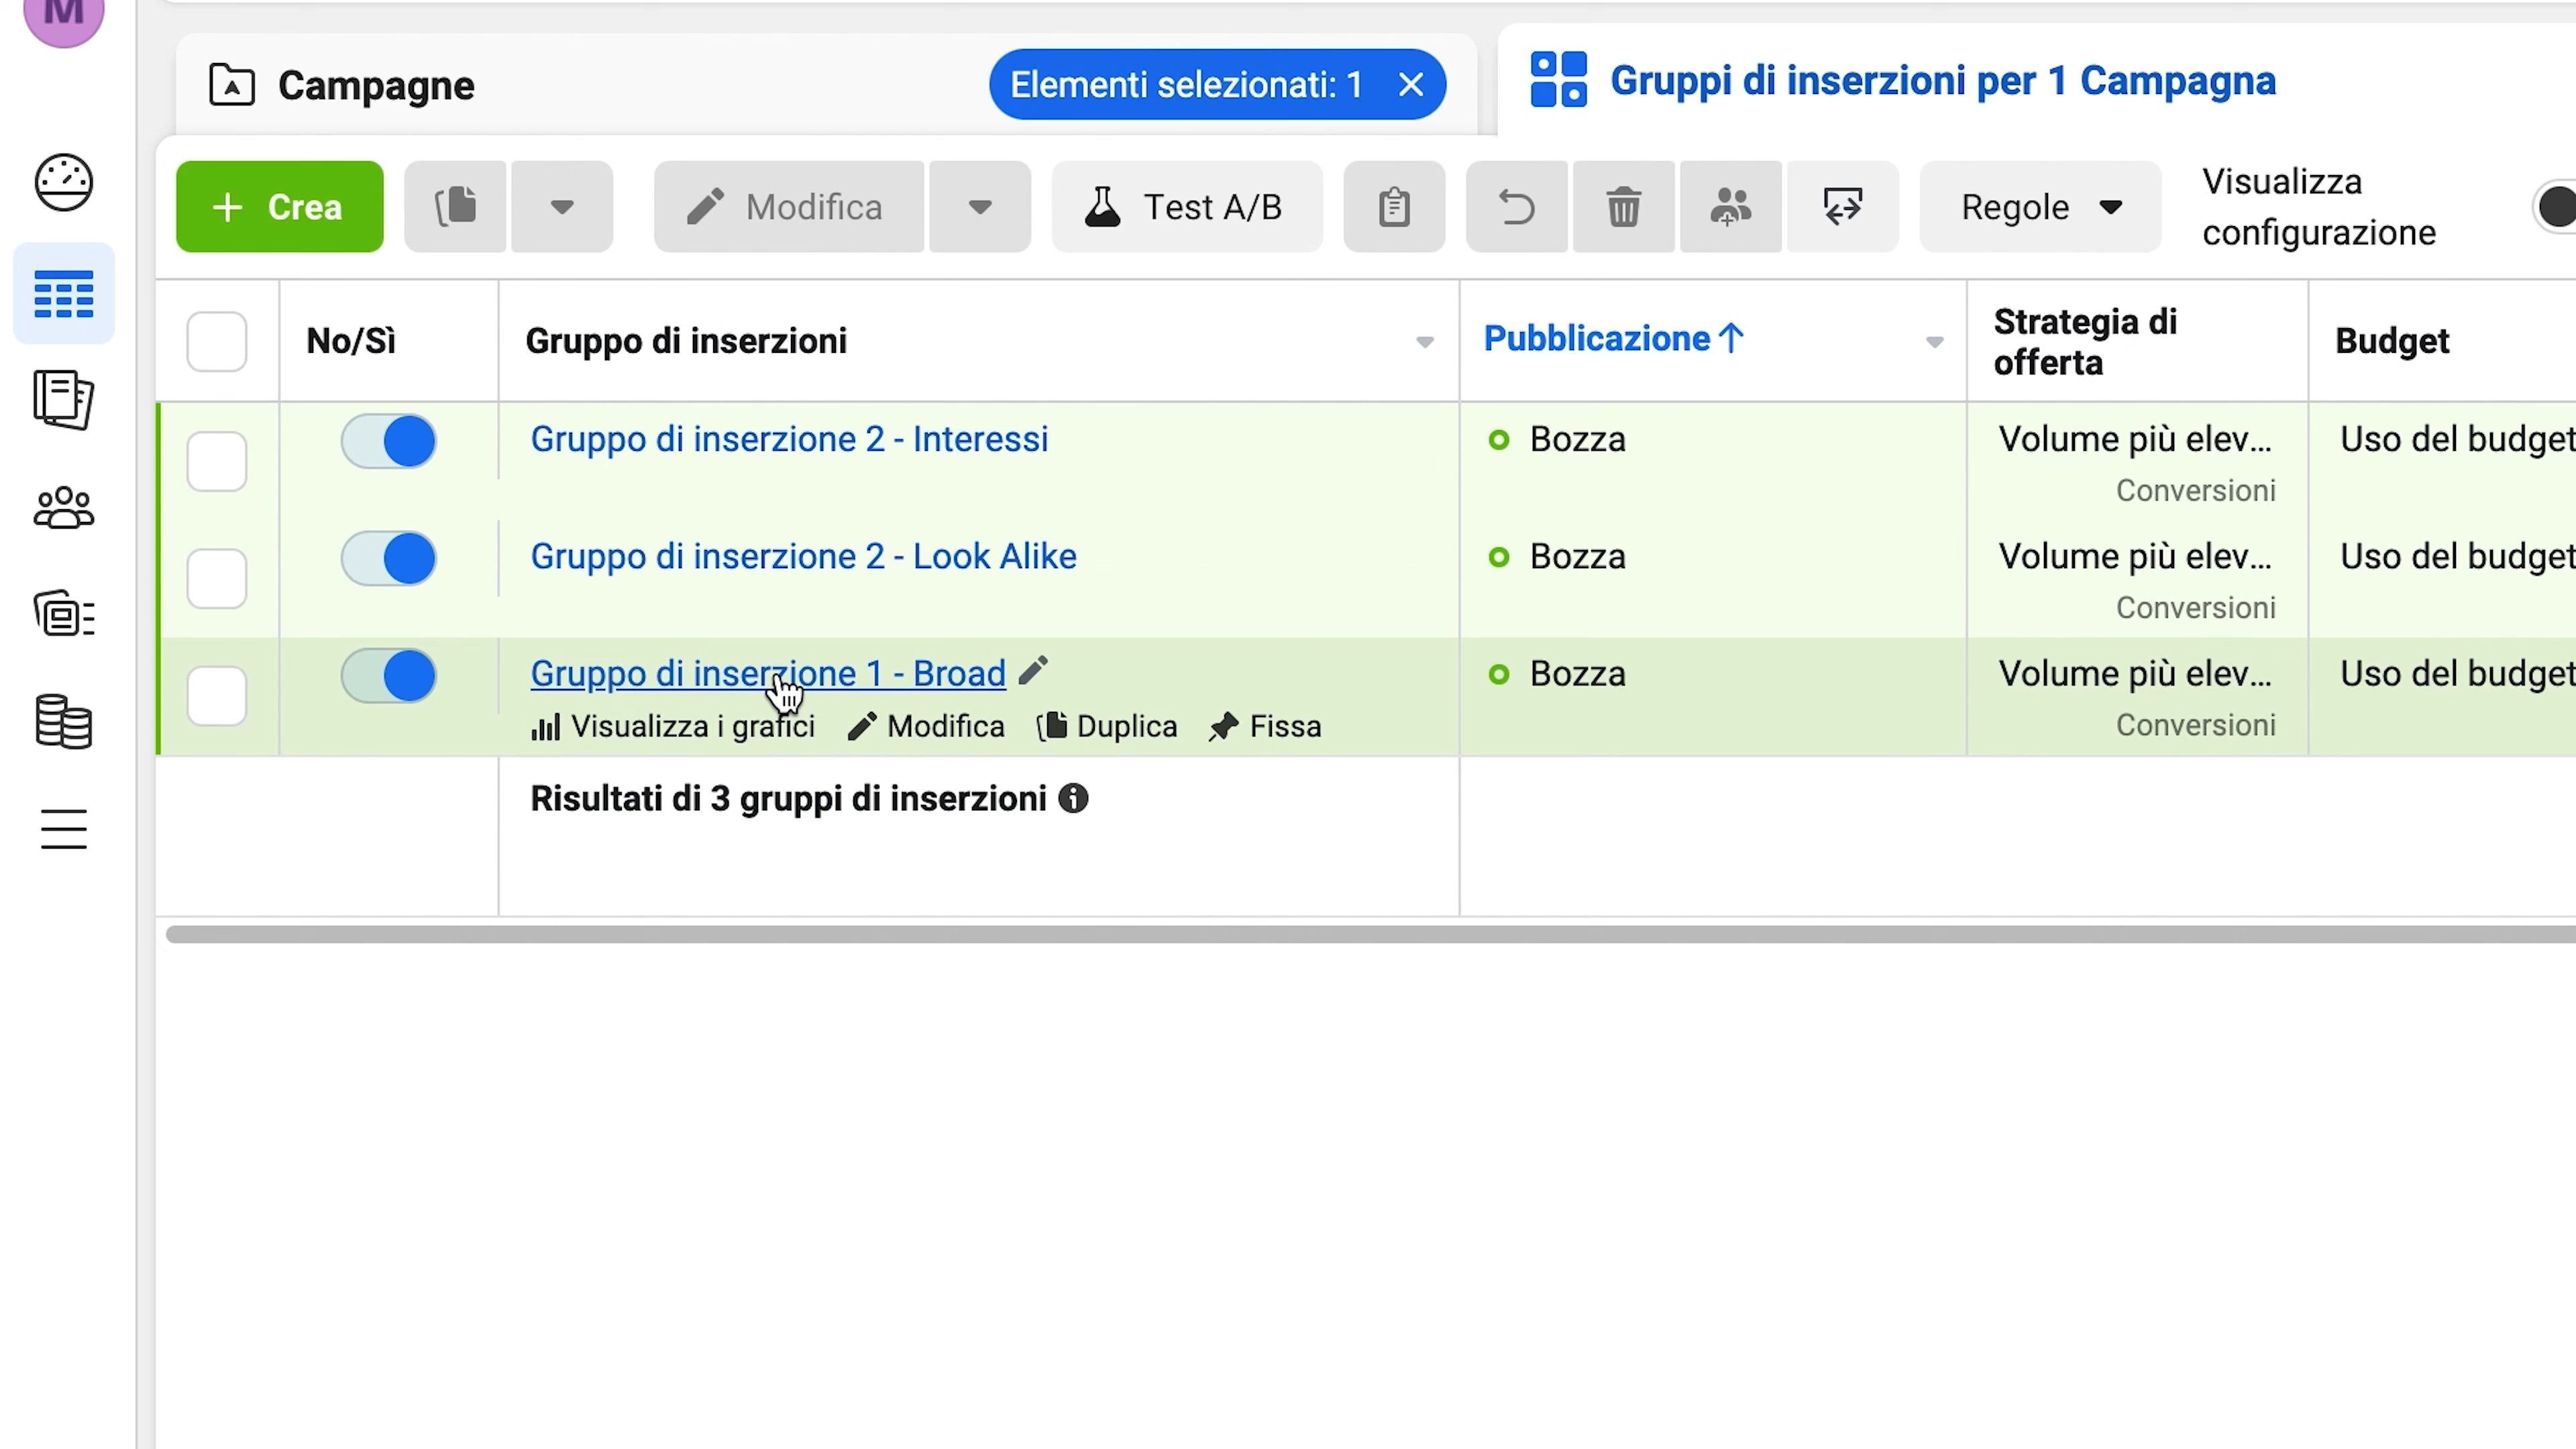 M
Campagne
Elementi selezionati: 1
Gruppi di inserzioni per 1 Campagna
+ Crea
Modifica
Test A/B
Regole
Visualizza
configurazione
No/Sì
Gruppo di inserzioni
Pubblicazione↑
Strategia di
offerta
Budget
Gruppo di inserzione 2 - Interessi
Bozza
Volume più elev...
Uso del budget
Conversioni
Gruppo di inserzione 2 - Look Alike
Bozza
Volume più elev...
Uso del budget
Conversioni
Gruppo di inserzione 1 - Broad
Bozza
Volume più elev...
Uso del budget
Visualizza i grafici
Modifica
Duplica
Fissa
Conversioni
Risultati di 3 gruppi di inserzioni